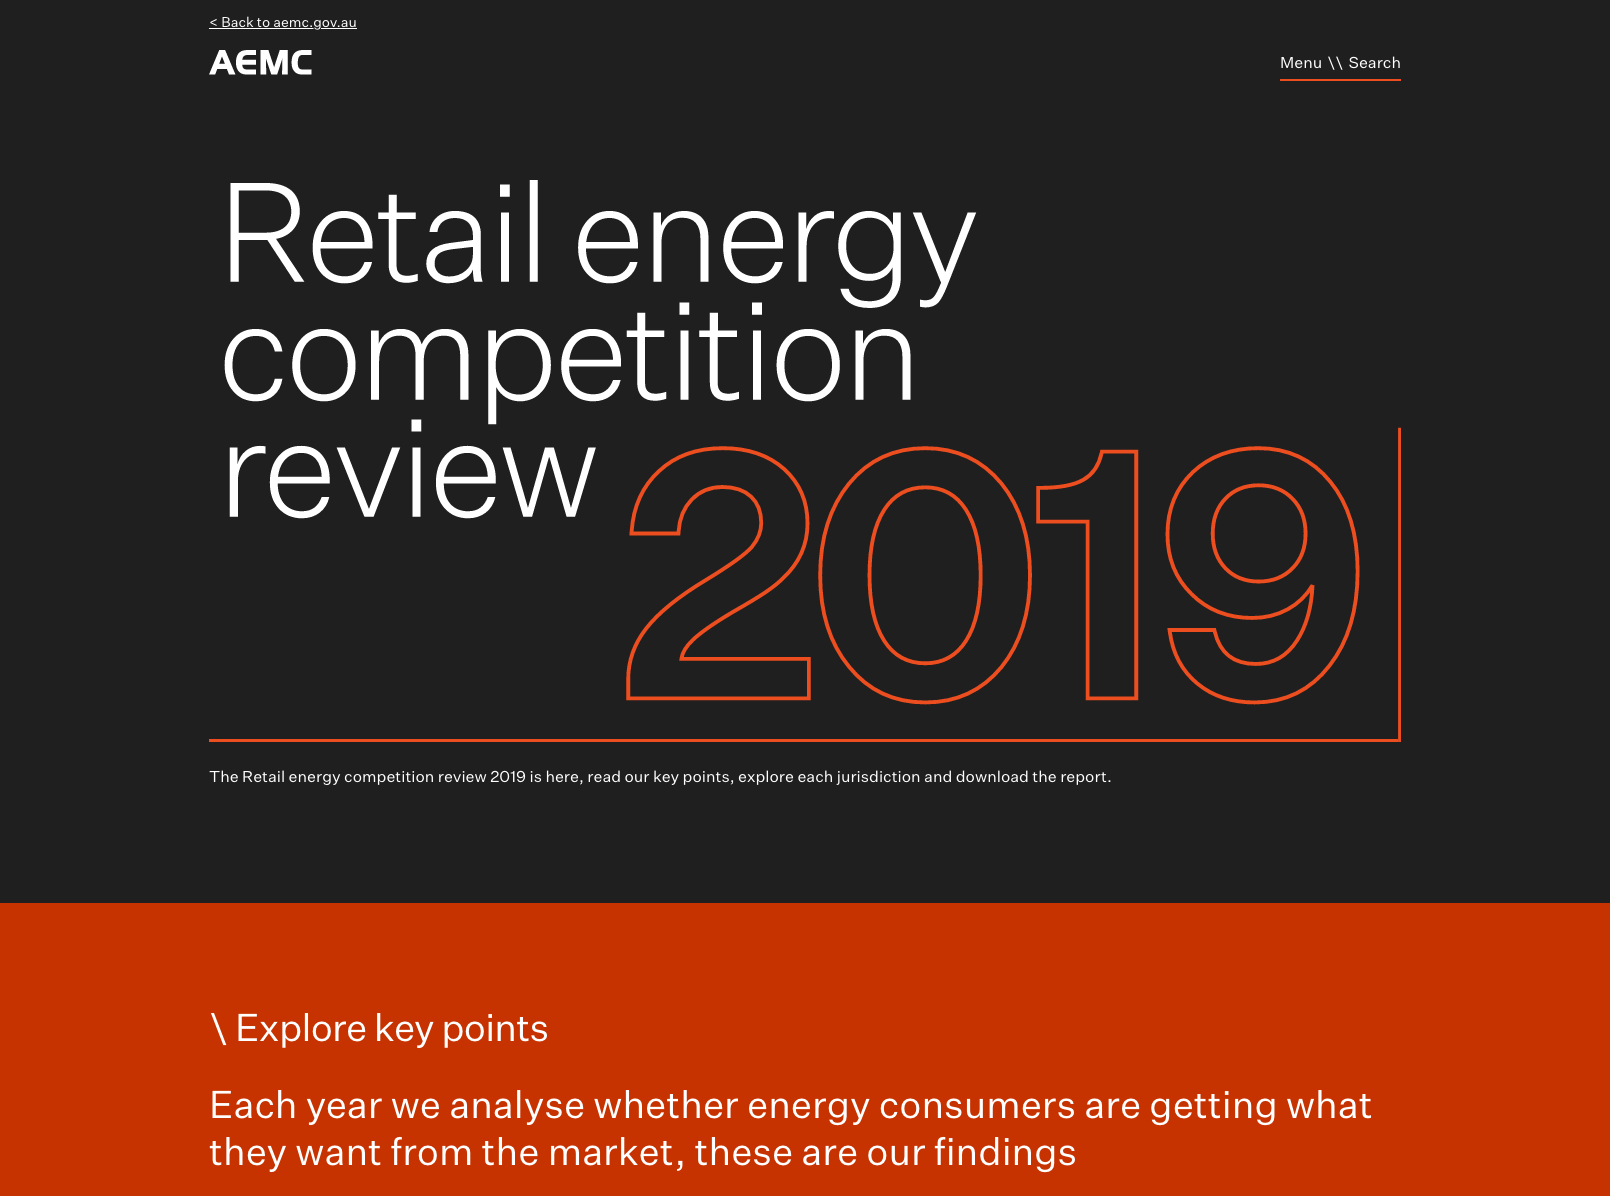 < Back to aemc.gov.au
AEMC
Menu \\ Search
Retail energy
competition
review
2019
The Retail energy competition review 2019 is here, read our key points, explore each jurisdiction and download the report.
\ Explore key points
Each year we analyse whether energy consumers are getting what
they want from the market, these are our findings